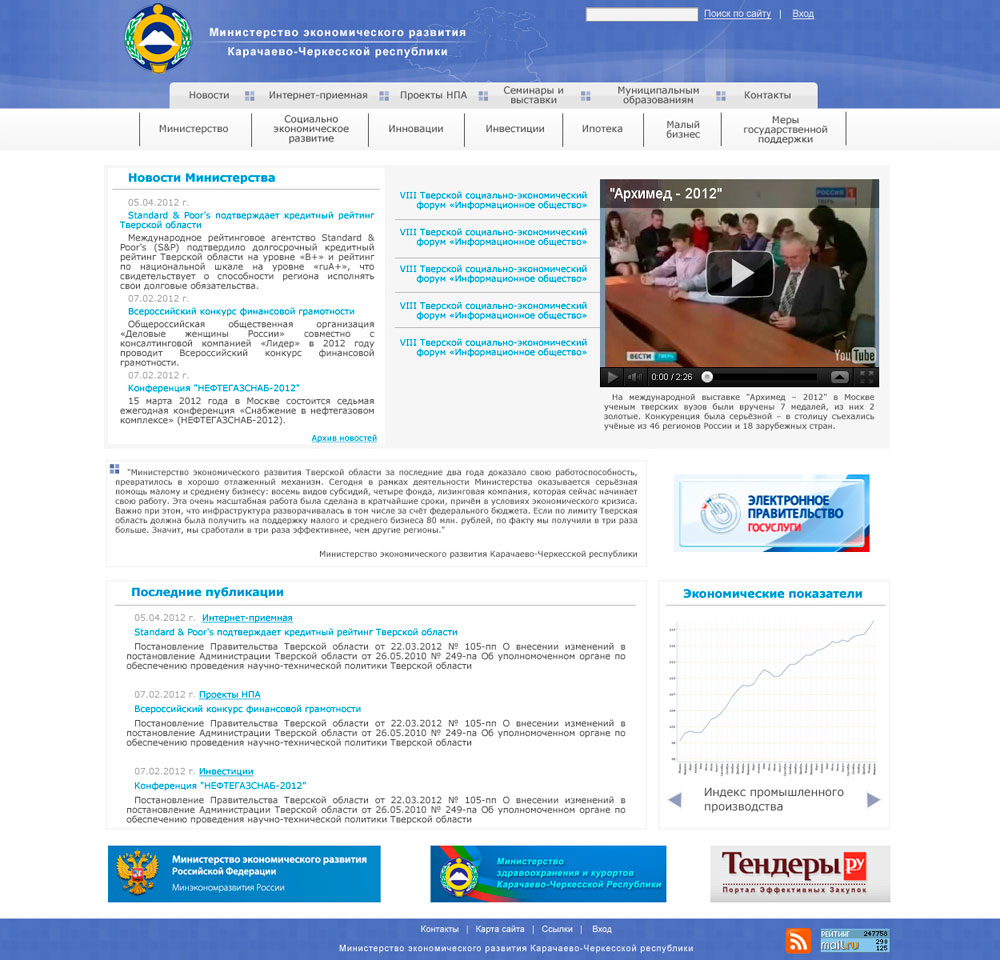 Поиск по сайту | Вход
Министерство экономического развития
Карачаево-Черкесской республики
Новости
Интернет-приемная
Проекты НПА
Семинары и
выставки
Муниципальным
образованиям
Контакты
Министерство
Социально
экономическое
развитие
Инновации
Инвестиции
Ипотека
Малый
бизнес
Меры
государственной
поддержки
Новости Министерства
05.04.2012 г.
Standard & Poor's подтверждает кредитный рейтинг
Тверской области
Международное рейтинговое агентство Standard &
Poor's (S&P) подтвердило долгосрочный кредитный
рейтинг Тверской области на уровне «B+» и рейтинг
по национальной шкале на уровне «ruA+», что
свидетельствует о способности региона исполнять
свои долговые обязательства.
07.02.2012 г.
Всероссийский конкурс финансовой грамотности
Общероссийская общественная организация
«Деловые женщины России» совместно с
консалтинговой компанией «Лидер» в 2012 году
проводит Всероссийский конкурс финансовой
грамотности.
07.02.2012 г.
Конференция "НЕФТЕГАЗСНАБ-2012"
15 марта 2012 года в Москве состоится седьмая
ежегодная конференция «Снабжение в нефтегазовом
комплексе» (НЕФТЕГАЗСНАБ-2012).
Архив новостей
VIII Тверской социально-экономический
форум «Информационное общество»
VIII Тверской социально-экономический
форум «Информационное общество»
VIII Тверской социально-экономический
форум «Информационное общество»
VIII Тверской социально-экономический
форум «Информационное общество»
VIII Тверской социально-экономический
форум «Информационное общество»
"Архимед - 2012"
РОССИЯ 1
ВЕСТИ ТВЕРЬ
YouTube
0:00 / 2:26
На международной выставке "Архимед – 2012" в Москве
ученым тверских вузов были вручены 7 медалей, из них 2
золотые. Конкуренция была серьёзной – в столицу съехались
учёные из 46 регионов России и 18 зарубежных стран.
"Министерство экономического развития Тверской области за последние два года доказало свою работоспособность,
превратилось в хорошо отлаженный механизм. Сегодня в рамках деятельности Министерства оказывается серьёзная
помощь малому и среднему бизнесу: восемь видов субсидий, четыре фонда, лизинговая компания, которая сейчас начинает
свою работу. Эта очень масштабная работа была сделана в кратчайшие сроки, причём в условиях экономического кризиса.
Важно при этом, что инфраструктура разворачивалась в том числе за счёт федерального бюджета. Если по лимиту Тверская
область должна была получить на поддержку малого и среднего бизнеса 80 млн. рублей, по факту мы получили в три раза
больше. Значит, мы сработали в три раза эффективнее, чем другие регионы."
Министерство экономического развития Карачаево-Черкесской республики
ЭЛЕКТРОННОЕ
ПРАВИТЕЛЬСТВО
ГОСУСЛУГИ
Последние публикации
05.04.2012 г. Интернет-приемная
Standard & Poor's подтверждает кредитный рейтинг Тверской области
Постановление Правительства Тверской области от 22.03.2012 № 105-пп О внесении изменений в
постановление Администрации Тверской области от 26.05.2010 № 249-па Об уполномоченном органе по
обеспечению проведения научно-технической политики Тверской области
07.02.2012 г. Проекты НПА
Всероссийский конкурс финансовой грамотности
Постановление Правительства Тверской области от 22.03.2012 № 105-пп О внесении изменений в
постановление Администрации Тверской области от 26.05.2010 № 249-па Об уполномоченном органе по
обеспечению проведения научно-технической политики Тверской области
07.02.2012 г. Инвестиции
Конференция "НЕФТЕГАЗСНАБ-2012"
Постановление Правительства Тверской области от 22.03.2012 № 105-пп О внесении изменений в
постановление Администрации Тверской области от 26.05.2010 № 249-па Об уполномоченном органе по
обеспечению проведения научно-технической политики Тверской области
Экономические показатели
Индекс промышленного
производства
Министерство экономического развития
Российской Федерации
Минэкономразвития России
Министерство
здравоохранения и курортов
Карачаево-Черкесской Республики
Тендеры ру
Портал Эффективных Закупок
Контакты | Карта сайта | Ссылки | Вход
Министерство экономического развития Карачаево-Черкесской республики
РЕЙТИНГ 247758
mail.ru 290
125